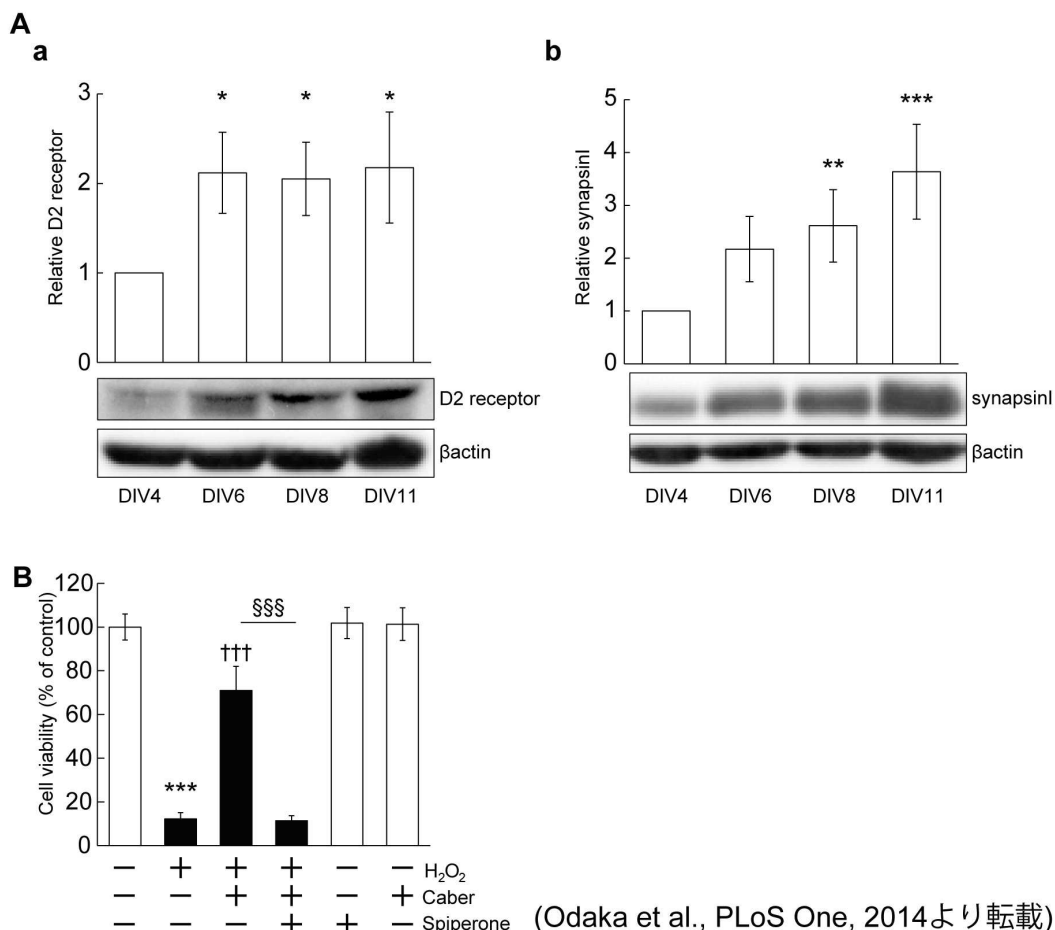 A
a
b
Relative D2 receptor
3
2
1
0
* * *
D2 receptor
βactin
DIV4 DIV6 DIV8 DIV11
Relative synapsinI
5
4
3
2
1
0
** ***
synapsinI
βactin
DIV4 DIV6 DIV8 DIV11
B
Cell viability (% of control)
120
100
80
60
40
20
0
***
†††
§§§
− + + + − − H₂O₂
− − + + − + Caber
− − − + + − Spiperone
(Odaka et al., PLoS One, 2014より転載)